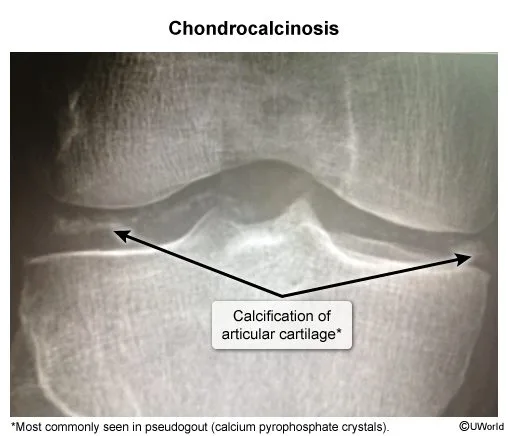 Chondrocalcinosis
Calcification of
articular cartilage*
*Most commonly seen in pseudogout (calcium pyrophosphate crystals).
©UWorld